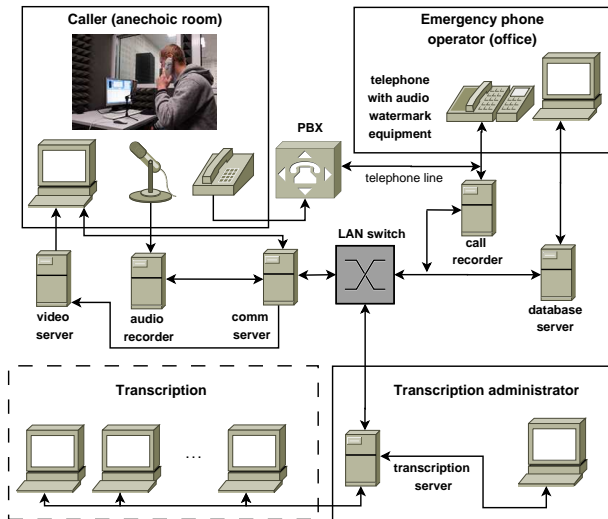 Caller (anechoic room)
Emergency phone
operator (office)
telephone
with audio
watermark
equipment
PBX
telephone line
LAN switch
call
recorder
video
server
audio
recorder
comm
server
database
server
Transcription
...
Transcription administrator
transcription
server